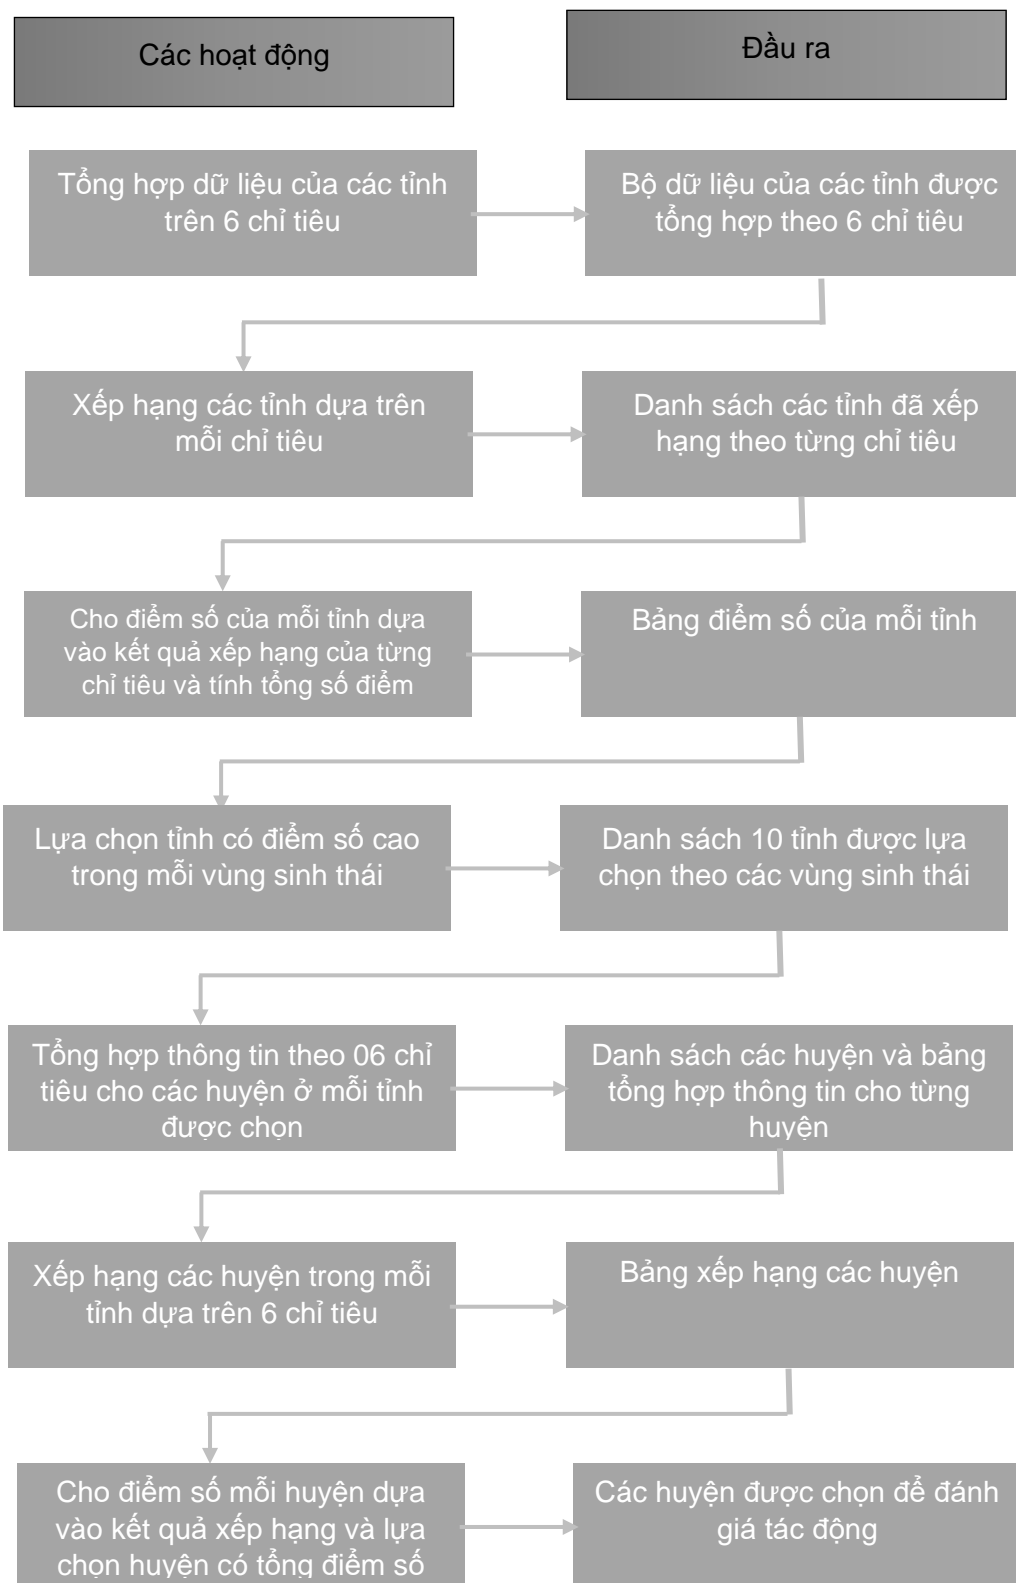 Các hoạt động
Đầu ra
Tổng hợp dữ liệu của các tỉnh
trên 6 chỉ tiêu
Bộ dữ liệu của các tỉnh được
tổng hợp theo 6 chỉ tiêu
Xếp hạng các tỉnh dựa trên
mỗi chỉ tiêu
Danh sách các tỉnh đã xếp
hạng theo từng chỉ tiêu
Cho điểm số của mỗi tỉnh dựa
vào kết quả xếp hạng của từng
chỉ tiêu và tính tổng số điểm
Bảng điểm số của mỗi tỉnh
Lựa chọn tỉnh có điểm số cao
trong mỗi vùng sinh thái
Danh sách 10 tỉnh được lựa
chọn theo các vùng sinh thái
Tổng hợp thông tin theo 06 chỉ
tiêu cho các huyện ở mỗi tỉnh
được chọn
Danh sách các huyện và bảng
tổng hợp thông tin cho từng
huyện
Xếp hạng các huyện trong mỗi
tỉnh dựa trên 6 chỉ tiêu
Bảng xếp hạng các huyện
Cho điểm số mỗi huyện dựa
vào kết quả xếp hạng và lựa
chọn huyện có tổng điểm số
Các huyện được chọn để đánh
giá tác động